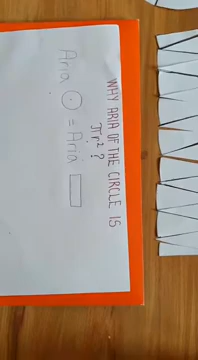 WHY ARIA OF THE CIRCLE IS
πr² ?
Aria = Aria